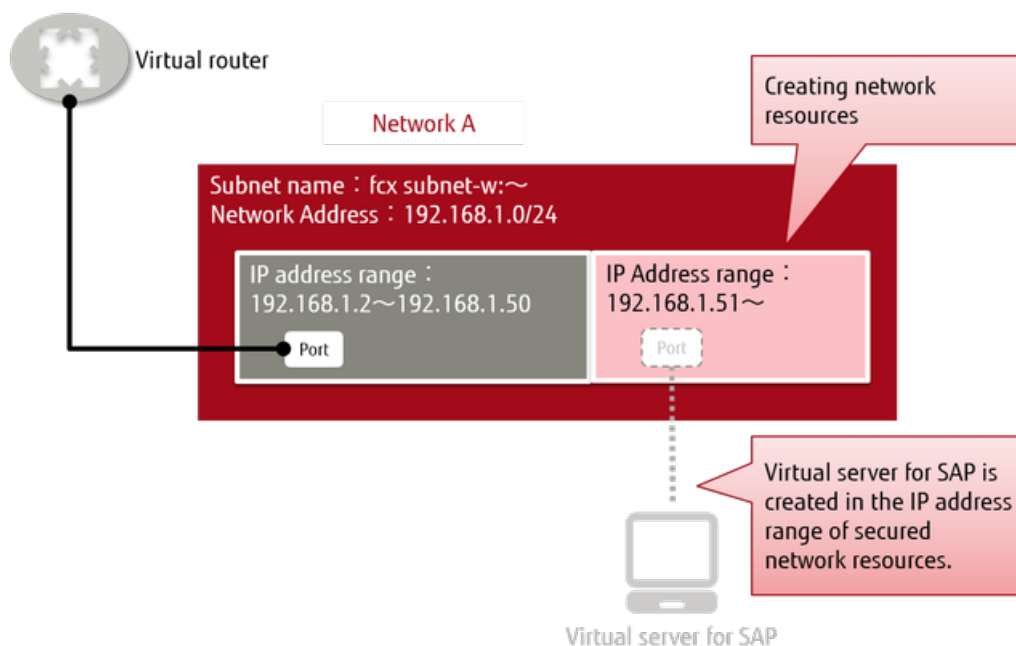 Virtual router
Creating network
resources
Network A
Subnet name：fcx subnet-w:～
Network Address：192.168.1.0/24
IP address range：
192.168.1.2～192.168.1.50
IP Address range：
192.168.1.51～
Port
Port
Virtual server for SAP is
created in the IP address
range of secured
network resources.
Virtual server for SAP